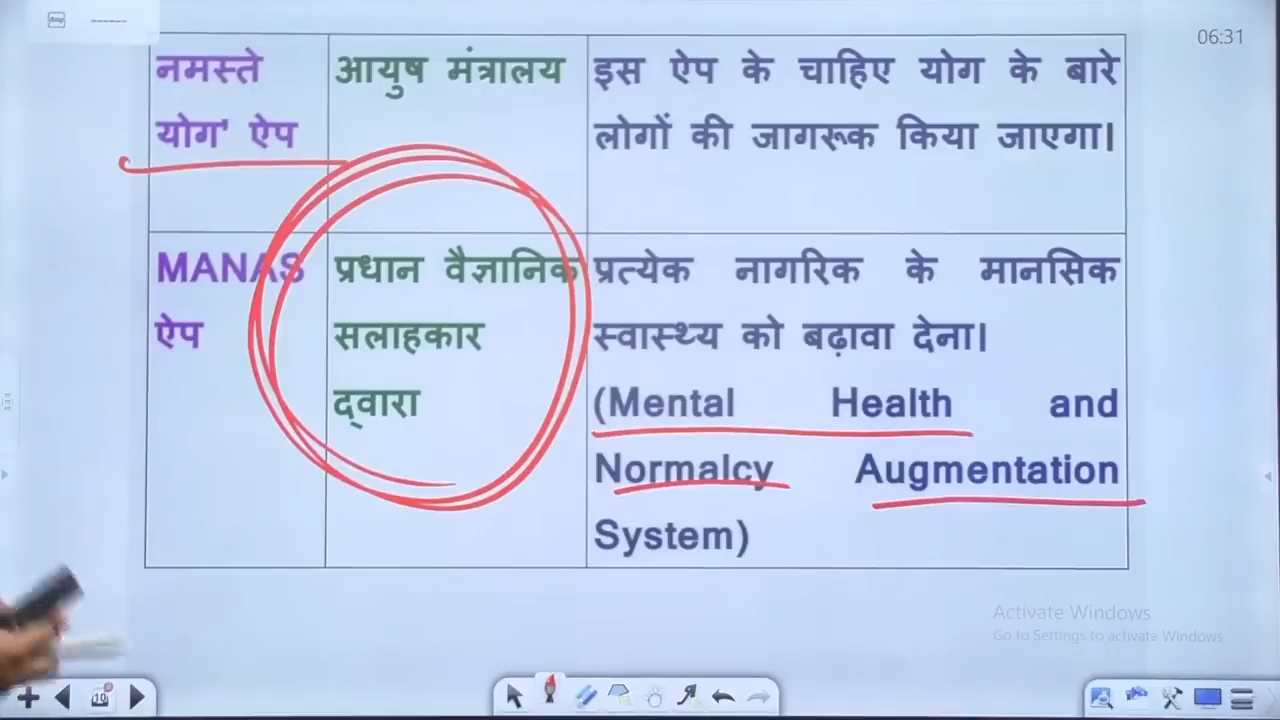 06:31
नमस्ते
योग' ऐप
आयुष मंत्रालय
इस ऐप के चाहिए योग के बारे
लोगों की जागरूक किया जाएगा।
MANAS
ऐप
प्रधान वैज्ञानिक
सलाहकार
द्वारा
प्रत्येक नागरिक के मानसिक
स्वास्थ्य को बढ़ावा देना।
(Mental Health and
Normalcy Augmentation
System)
Activate Windows
Go to Settings to activate Windows.
10